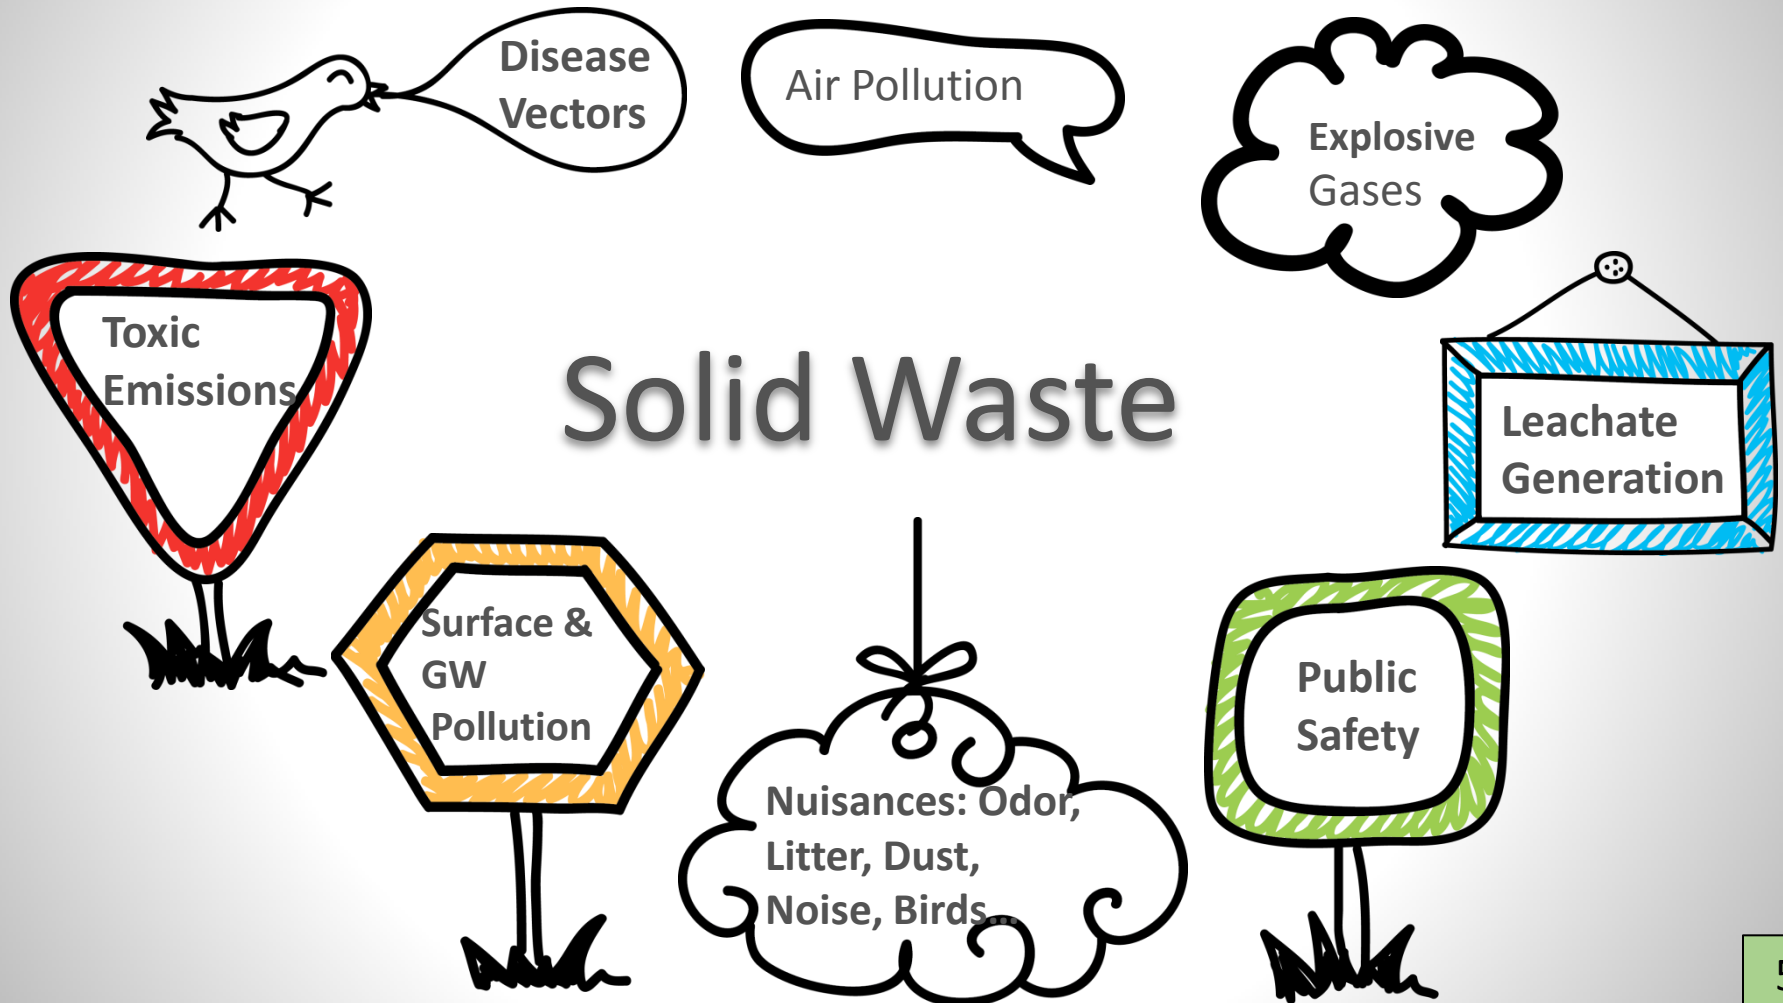 Disease
Vectors
Air Pollution
Explosive
Gases
Toxic
Emissions
Solid Waste
Leachate
Generation
Surface &
GW
Pollution
Public
Safety
Nuisances: Odor,
Litter, Dust,
Noise, Birds...
5